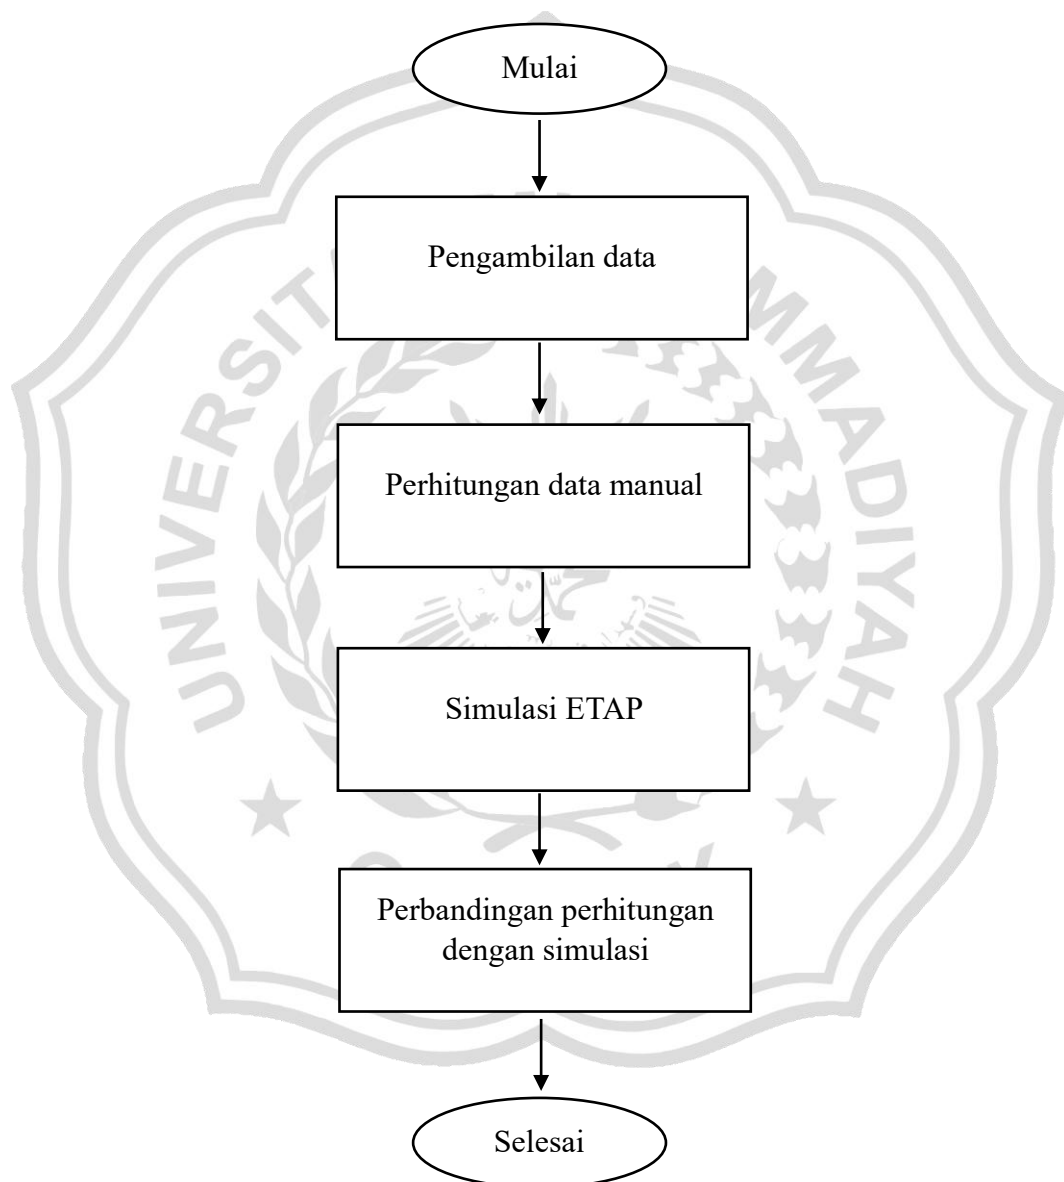 Mulai
Pengambilan data
Perhitungan data manual
Simulasi ETAP
Perbandingan perhitungan
dengan simulasi
Selesai